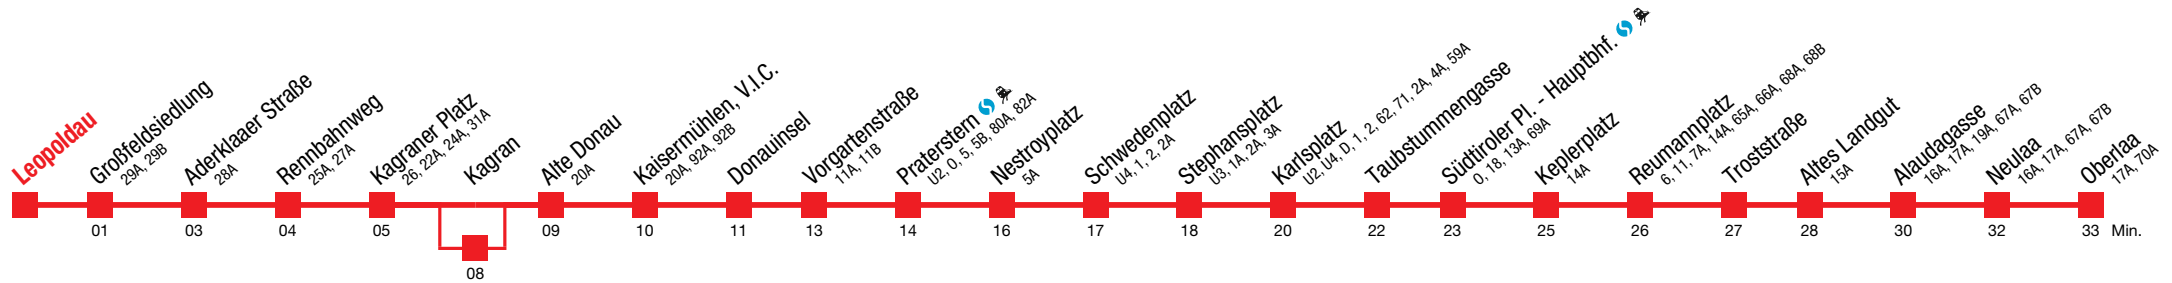 Leopoldau
Großfeldsiedlung
29A, 29B
Aderklaaer Straße
28A
Rennbahnweg
25A, 27A
Kagraner Platz
26, 22A, 24A, 31A
Kagran
Alte Donau
20A
Kaisermühlen, V.I.C.
20A, 92A, 92B
Donauinsel
Vorgartenstraße
11A, 11B
Praterstern
U2, O, 5, 5B, 80A, 82A
Nestroyplatz
5A
Schwedenplatz
U4, 1, 2, 2A
Stephansplatz
U3, 1A, 2A, 3A
Karlsplatz
U2, U4, D, 1, 2, 62, 71, 2A, 4A, 59A
Taubstummengasse
Südtiroler Pl. - Hauptbhf.
O, 18, 13A, 69A
Keplerplatz
14A
Reumannplatz
6, 11, 7A, 14A, 65A, 66A, 68A, 68B
Troststraße
Altes Landgut
15A
Alaudagasse
16A, 17A, 19A, 67A, 67B
Neulaa
16A, 17A, 67A, 67B
Oberlaa
17A, 70A
01 03 04 05 09 10 11 13 14 16 17 18 20 22 23 25 26 27 28 30 32 33 Min.
08